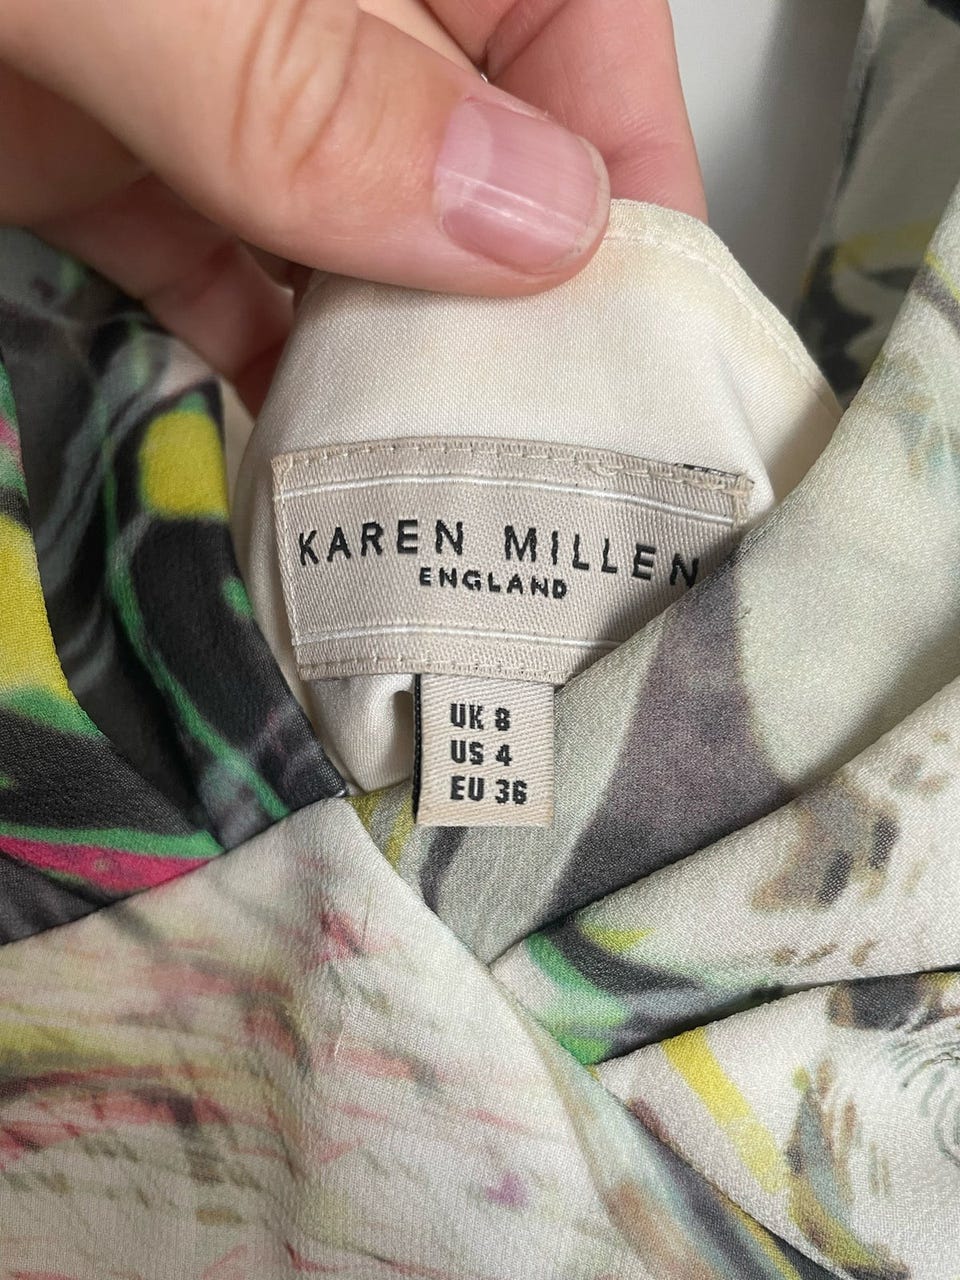 KAREN MILLEN
ENGLAND
UK 8
US 4
EU 36